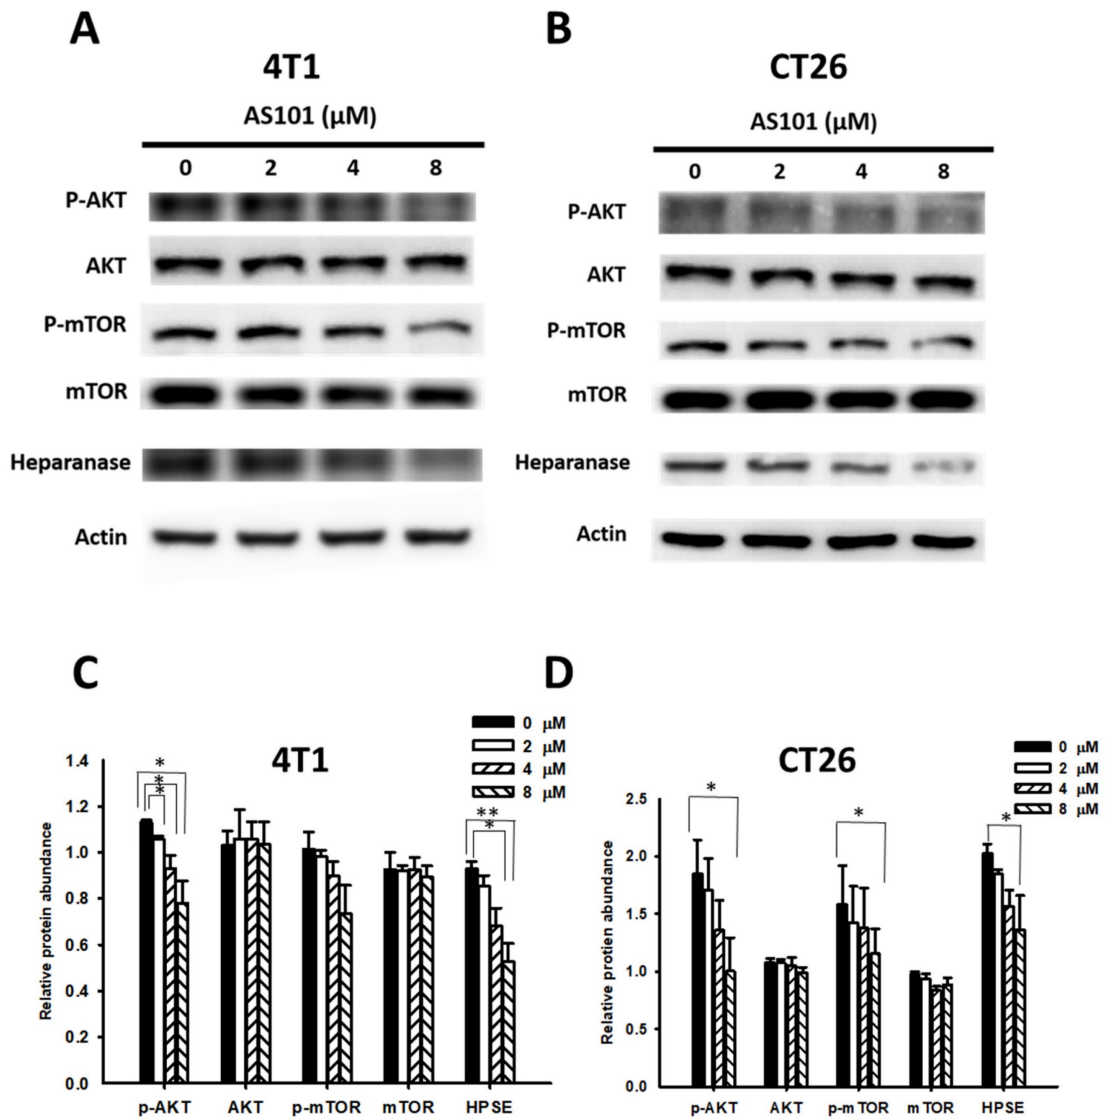 A
4T1
AS101 (μM)
0 2 4 8
P-AKT
AKT
P-mTOR
mTOR
Heparanase
Actin
B
CT26
AS101 (μM)
0 2 4 8
P-AKT
AKT
P-mTOR
mTOR
Heparanase
Actin
C
4T1
0 μM
2 μM
4 μM
8 μM
Relative protein abundance
1.4
1.2
1.0
0.8
0.6
0.4
0.2
0.0
*
*
*
**
*
p-AKT AKT p-mTOR mTOR HPSE
D
CT26
0 μM
2 μM
4 μM
8 μM
Relative protien abundance
2.5
2.0
1.5
1.0
0.5
0.0
*
*
*
p-AKT AKT p-mTOR mTOR HPSE